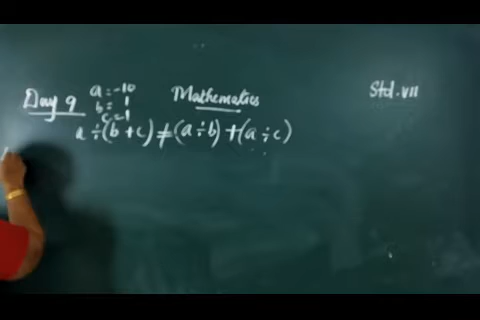 Day 9
a = -10
b = 1
c = 1
Mathematics
Std. VII
a ÷ (b + c) ≠ (a ÷ b) + (a ÷ c)